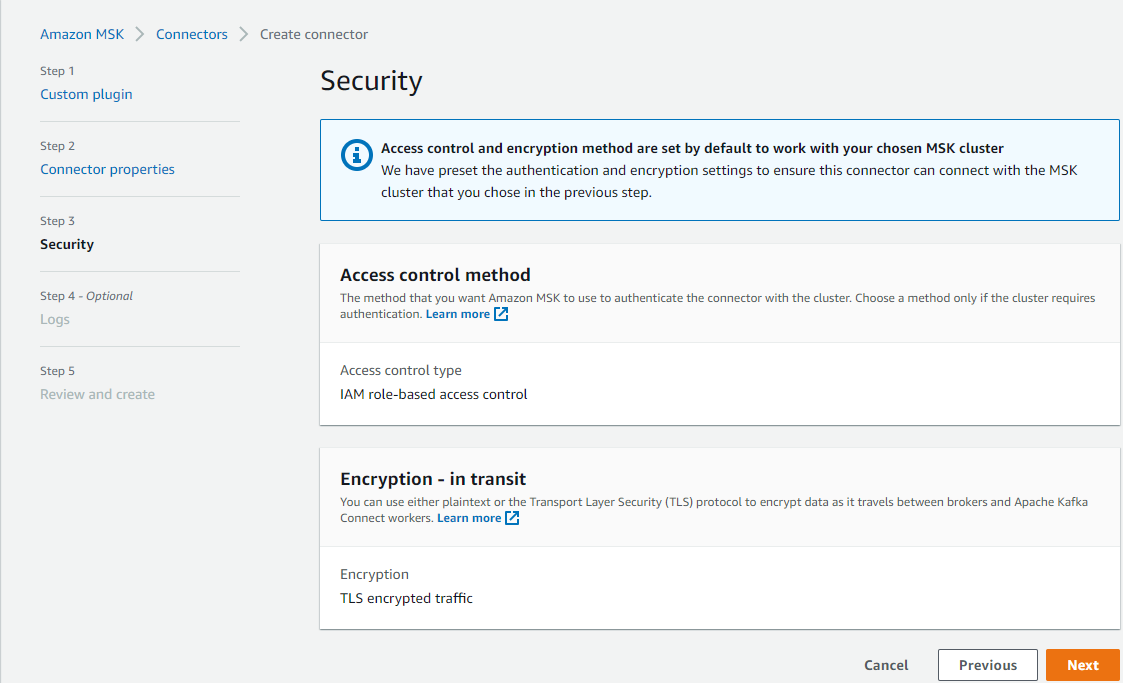 Amazon MSK > Connectors > Create connector
Step 1
Custom plugin
Step 2
Connector properties
Step 3
Security
Step 4 - Optional
Logs
Step 5
Review and create
Security
Access control and encryption method are set by default to work with your chosen MSK cluster
We have preset the authentication and encryption settings to ensure this connector can connect with the MSK
cluster that you chose in the previous step.
Access control method
The method that you want Amazon MSK to use to authenticate the connector with the cluster. Choose a method only if the cluster requires
authentication. Learn more
Access control type
IAM role-based access control
Encryption - in transit
You can use either plaintext or the Transport Layer Security (TLS) protocol to encrypt data as it travels between brokers and Apache Kafka
Connect workers. Learn more
Encryption
TLS encrypted traffic
Cancel Previous Next